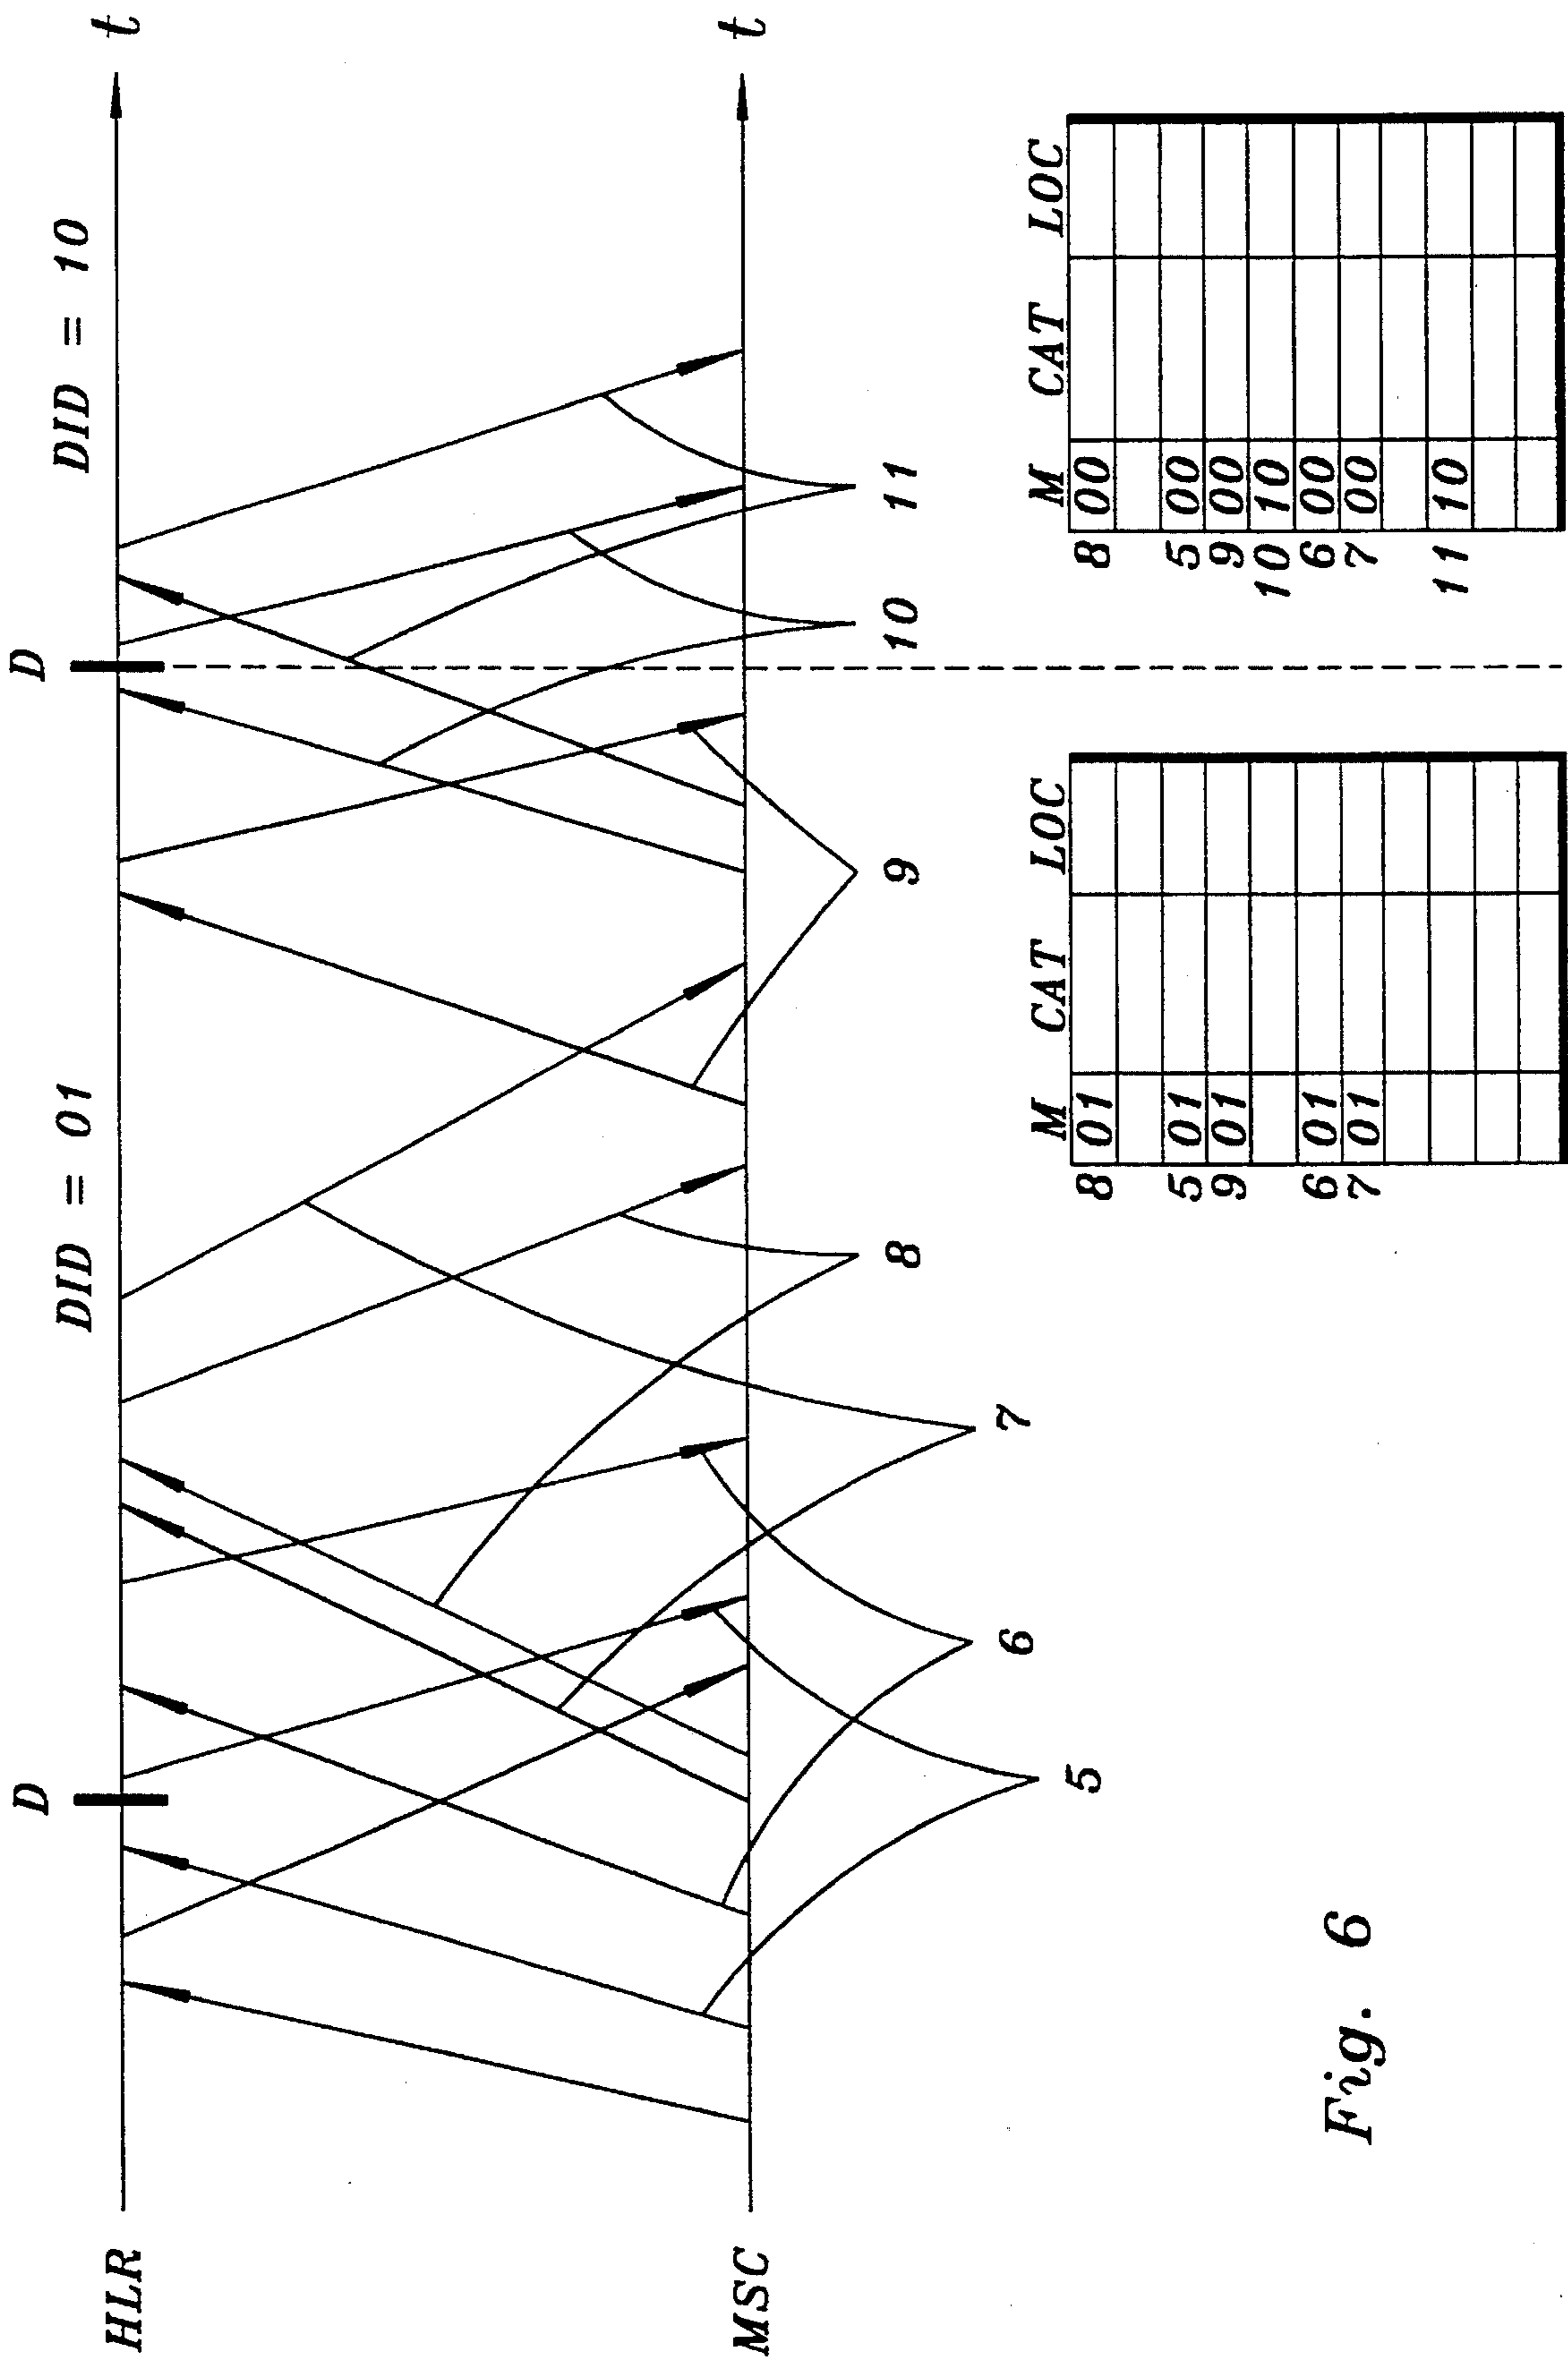 D D
DID = 01 DID = 10
HLR t
MSC t
5 6 7 8 9 10 11
M CAT LOC
8 01
5 01
9 01
6 01
7 01
M CAT LOC
8 00
5 00
9 00
10 10
6 00
7 00
11 10
Fig. 6